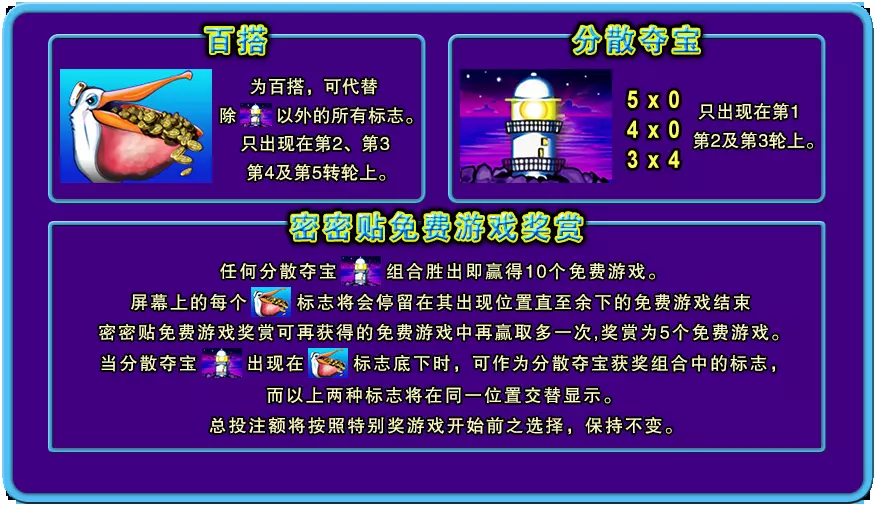 百搭
为百搭，可代替
除 以外的所有标志。
只出现在第2、第3
第4及第5转轮上。
分散夺宝
5 x 0
4 x 0
3 x 4
只出现在第1
第2及第3轮上。
密密贴免费游戏奖赏
任何分散夺宝 组合胜出即赢得10个免费游戏。
屏幕上的每个 标志将会停留在其出现位置直至余下的免费游戏结束
密密贴免费游戏奖赏可再获得的免费游戏中再赢取多一次,奖赏为5个免费游戏。
当分散夺宝 出现在 标志底下时，可作为分散夺宝获奖组合中的标志，
而以上两种标志将在同一位置交替显示。
总投注额将按照特别奖游戏开始前之选择，保持不变。